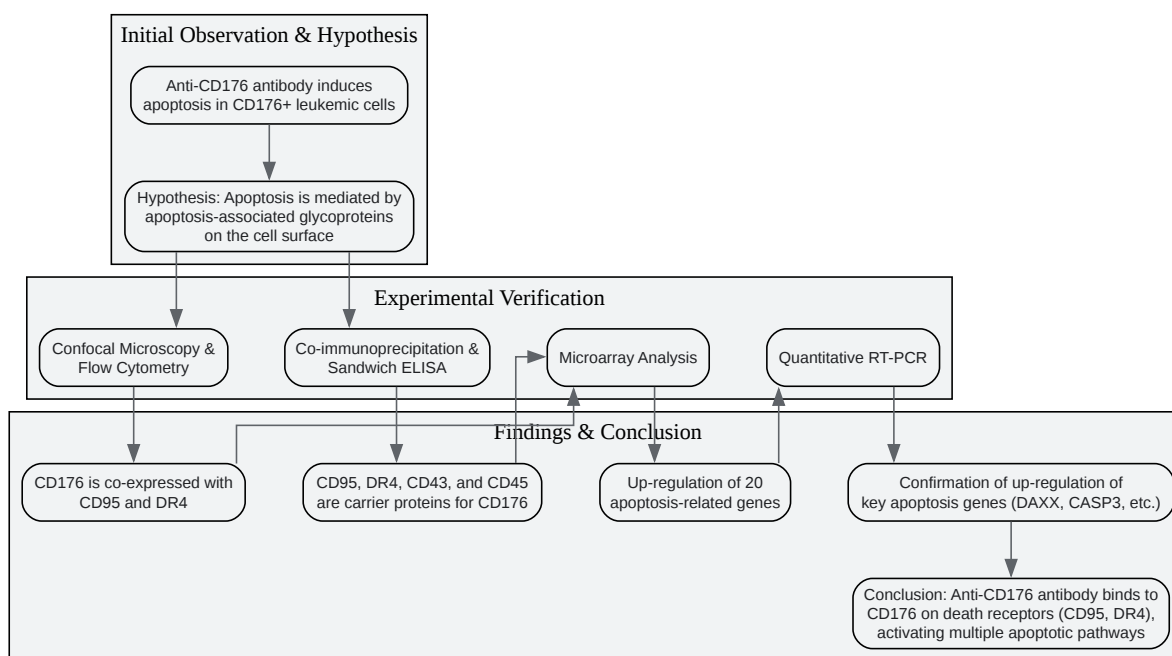 Initial Observation & Hypothesis
Anti-CD176 antibody induces
apoptosis in CD176+ leukemic cells
Hypothesis: Apoptosis is mediated by
apoptosis-associated glycoproteins
on the cell surface
Experimental Verification
Confocal Microscopy &
Flow Cytometry
Co-immunoprecipitation &
Sandwich ELISA
Microarray Analysis
Quantitative RT-PCR
Findings & Conclusion
CD176 is co-expressed with
CD95 and DR4
CD95, DR4, CD43, and CD45
are carrier proteins for CD176
Up-regulation of 20
apoptosis-related genes
Confirmation of up-regulation of
key apoptosis genes (DAXX, CASP3, etc.)
Conclusion: Anti-CD176 antibody binds to
CD176 on death receptors (CD95, DR4),
activating multiple apoptotic pathways